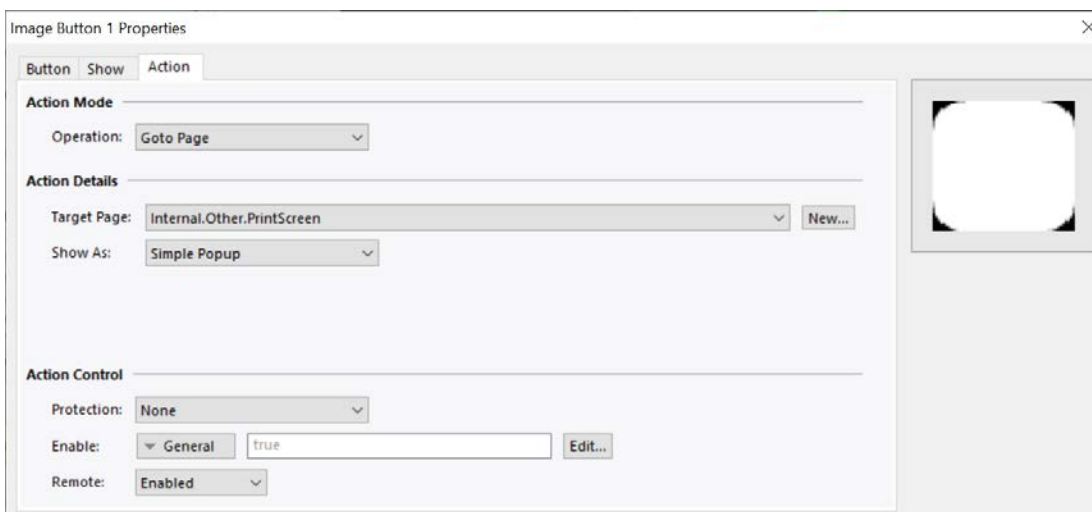 Image Button 1 Properties
Button Show Action
Action Mode
Operation: Goto Page
Action Details
Target Page: Internal.Other.PrintScreen New...
Show As: Simple Popup
Action Control
Protection: None
Enable: General true Edit...
Remote: Enabled